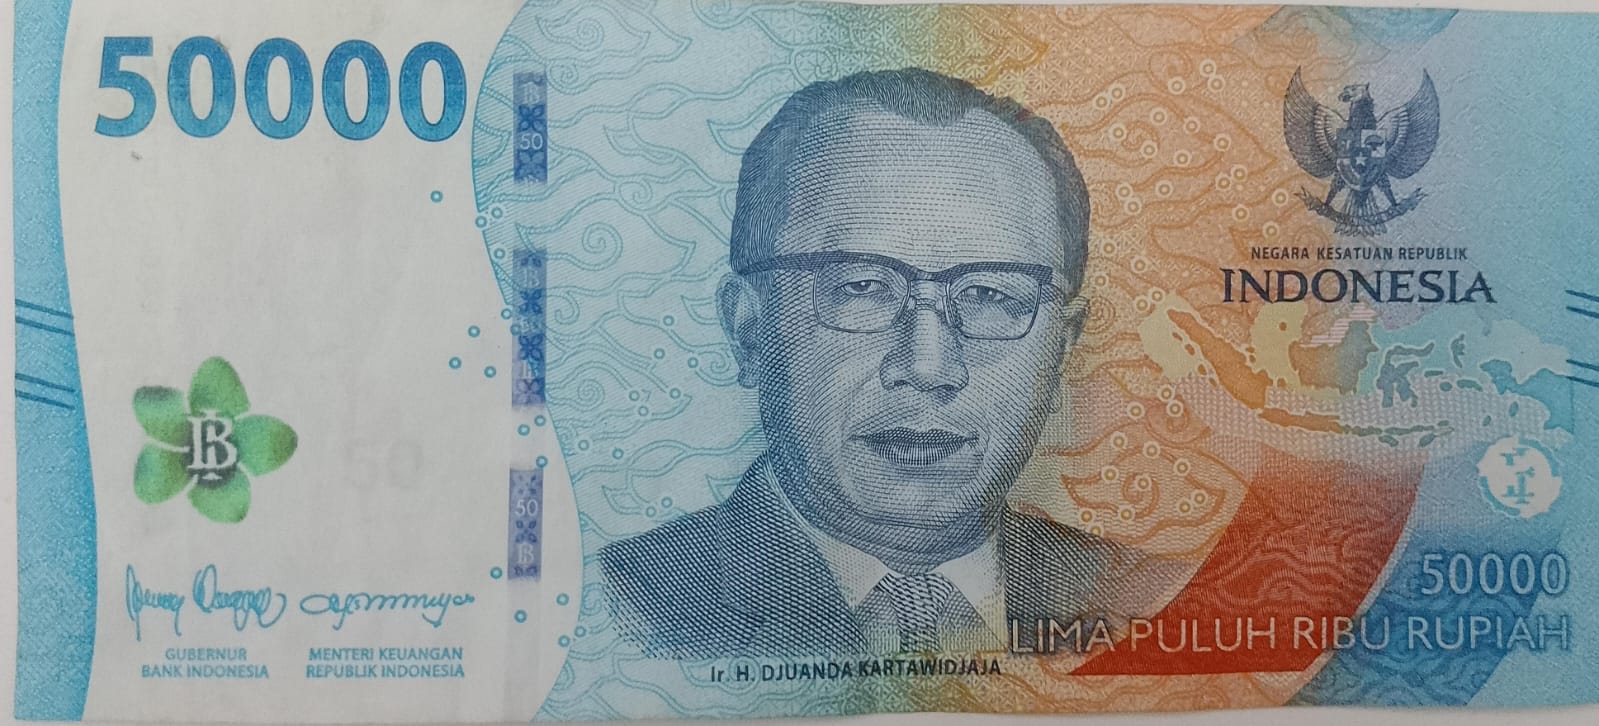 50000
NEGARA KESATUAN REPUBLIK
INDONESIA
50000
LIMA PULUH RIBU RUPIAH
Ir. H. DJUANDA KARTAWIDJAJA
GUBERNUR
BANK INDONESIA
MENTERI KEUANGAN
REPUBLIK INDONESIA
50
50
50